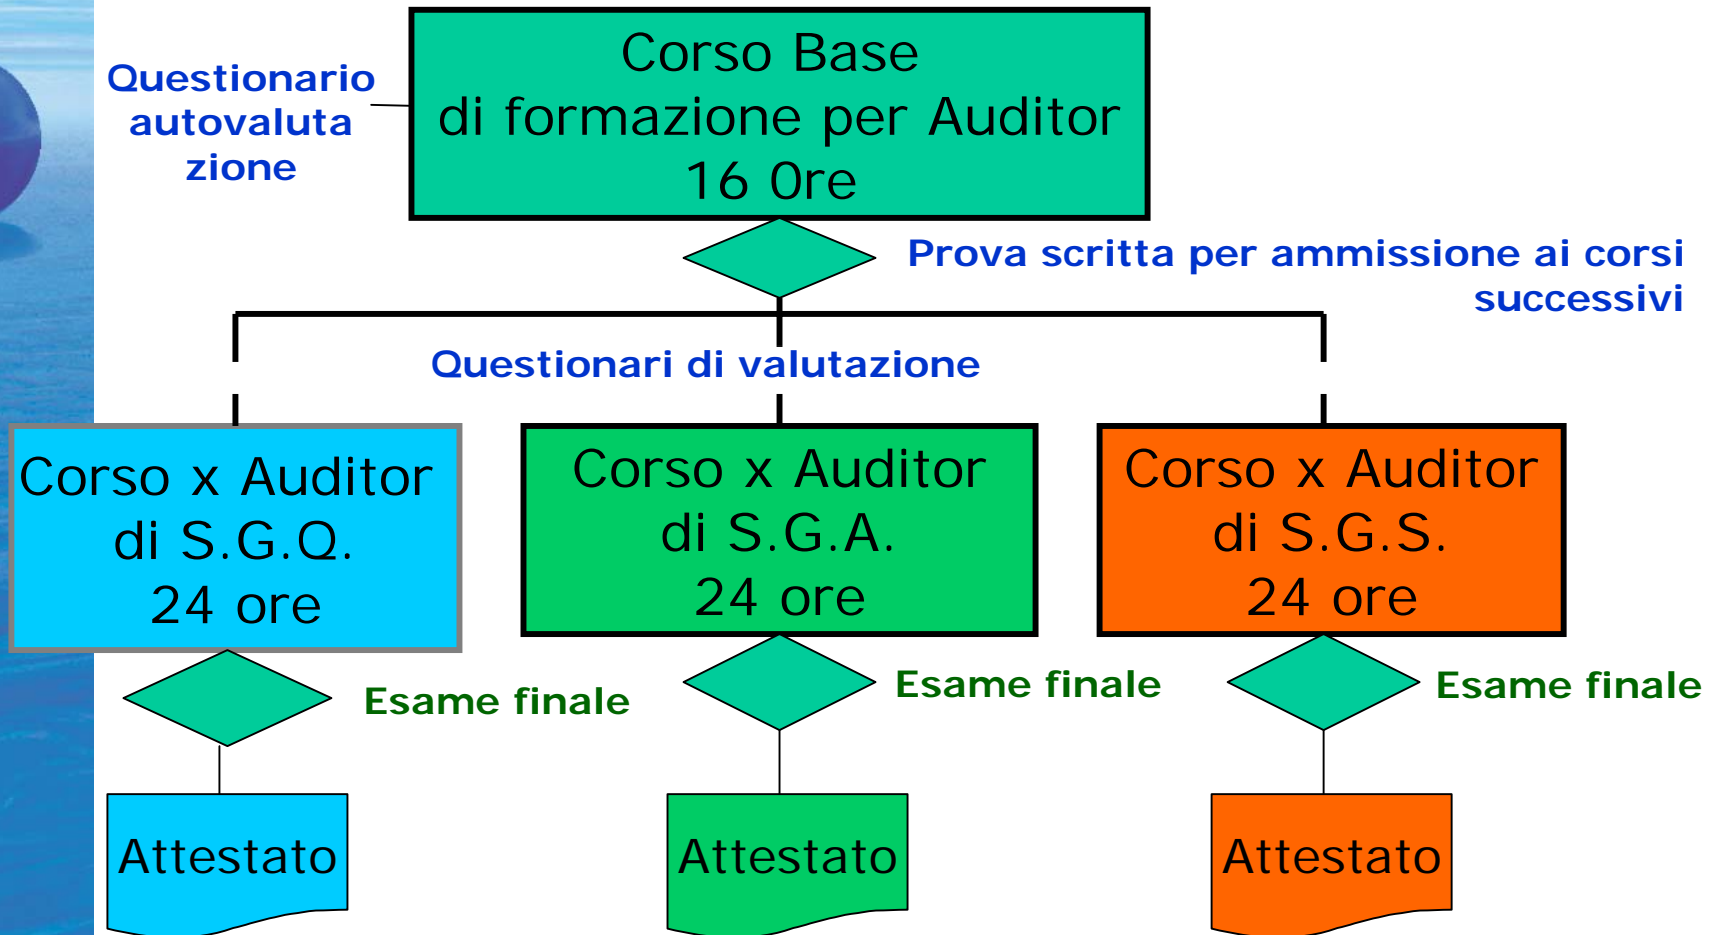 Corso Base
di formazione per Auditor
16 0re
Questionario
autovaluta
zione
Prova scritta per ammissione ai corsi
successivi
Questionari di valutazione
Corso x Auditor
di S.G.Q.
24 ore
Corso x Auditor
di S.G.A.
24 ore
Corso x Auditor
di S.G.S.
24 ore
Esame finale
Esame finale
Esame finale
Attestato
Attestato
Attestato